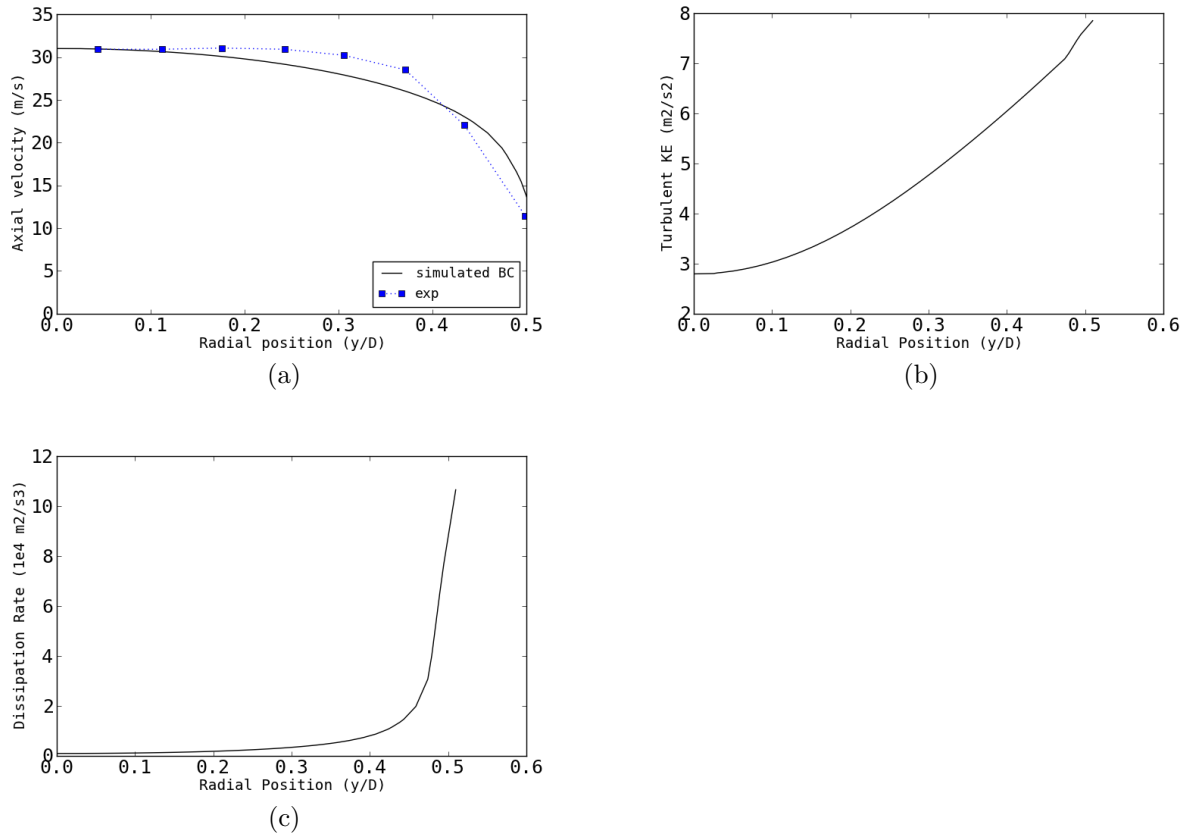 35
30
25
20
15
10
5
0
Axial velocity (m/s)
simulated BC
exp
0.0 0.1 0.2 0.3 0.4 0.5
Radial position (y/D)
(a)
8
7
6
5
4
3
2
Turbulent KE (m2/s2)
0.0 0.1 0.2 0.3 0.4 0.5 0.6
Radial Position (y/D)
(b)
12
10
8
6
4
2
0
Dissipation Rate (1e4 m2/s3)
0.0 0.1 0.2 0.3 0.4 0.5 0.6
Radial Position (y/D)
(c)